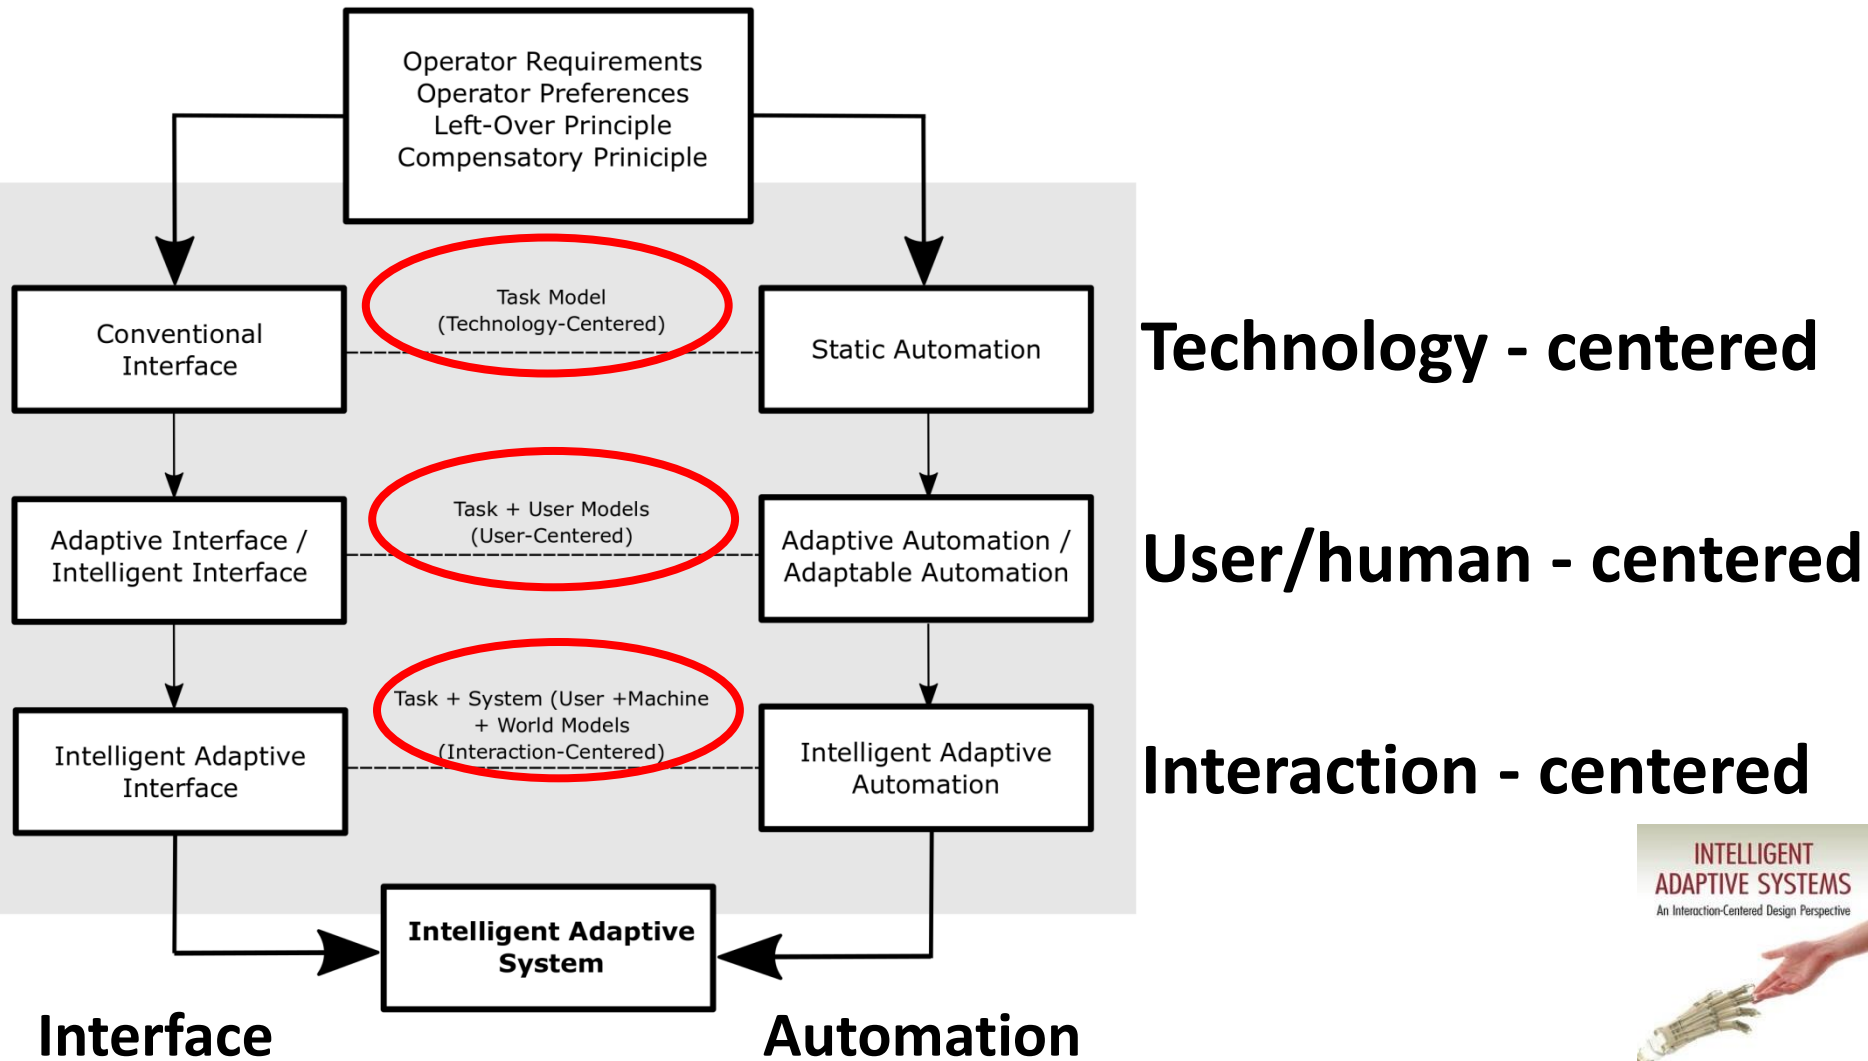 Operator Requirements
Operator Preferences
Left-Over Principle
Compensatory Priniciple
Task Model
(Technology-Centered)
Conventional
Interface
Static Automation
Technology - centered
Task + User Models
(User-Centered)
Adaptive Interface /
Intelligent Interface
Adaptive Automation /
Adaptable Automation
User/human - centered
Task + System (User +Machine
+ World Models
(Interaction-Centered)
Intelligent Adaptive
Interface
Intelligent Adaptive
Automation
Interaction - centered
INTELLIGENT
ADAPTIVE SYSTEMS
An Interaction-Centered Design Perspective
Intelligent Adaptive
System
Interface
Automation